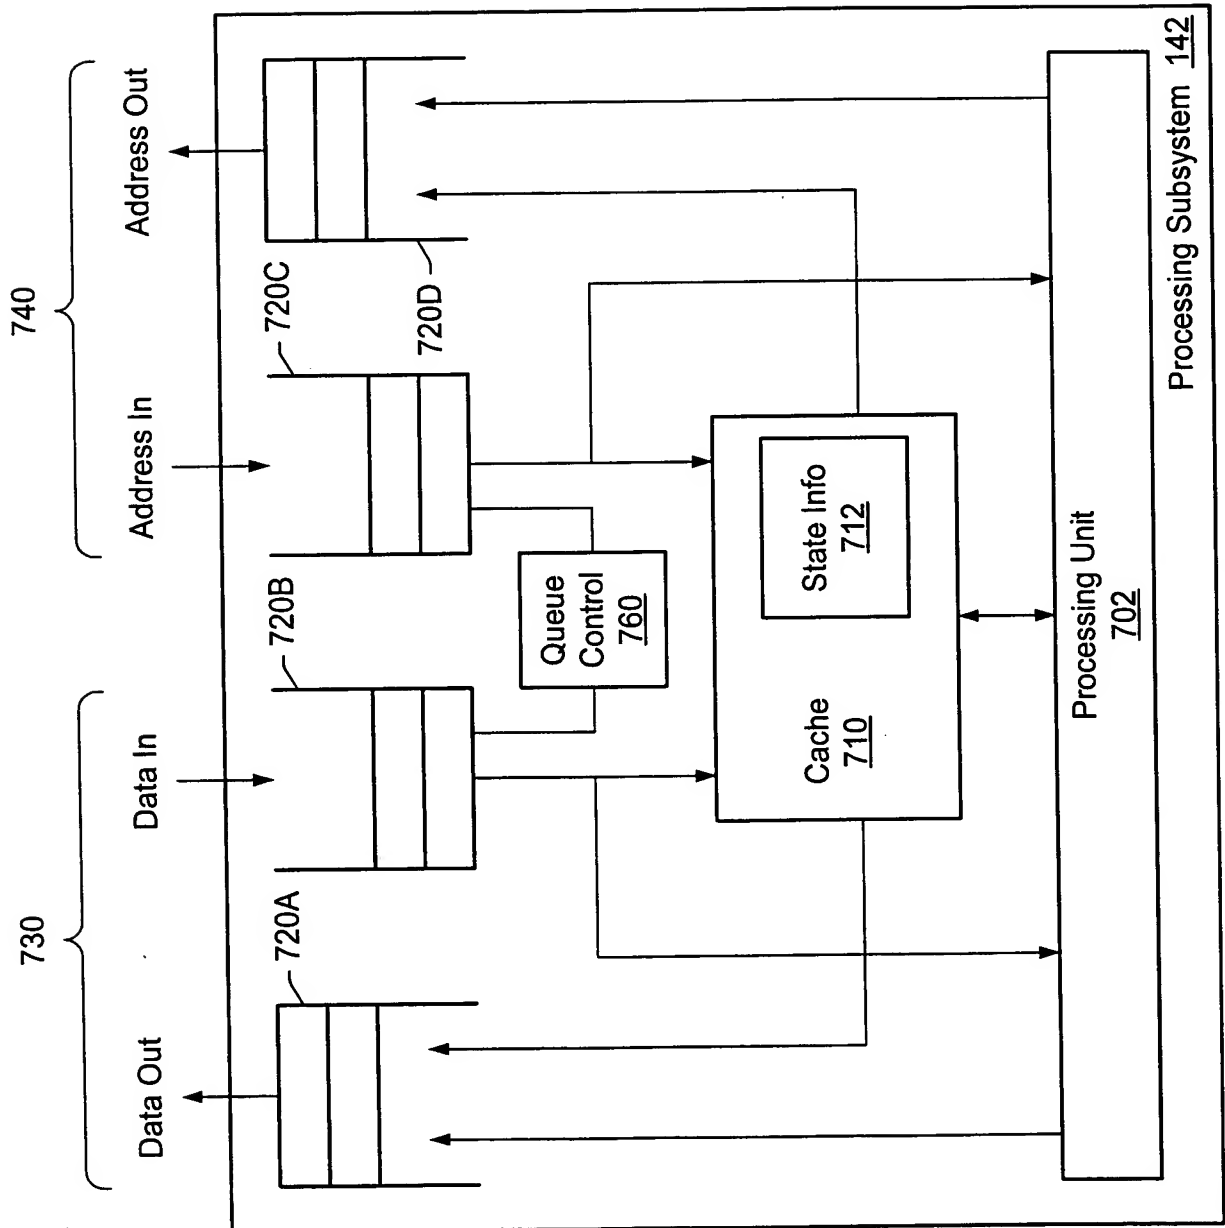 730
740
Data Out
Data In
Address In
Address Out
720A
720B
720C
720D
Queue
Control
760
Cache
710
State Info
712
Processing Unit
702
Processing Subsystem 142